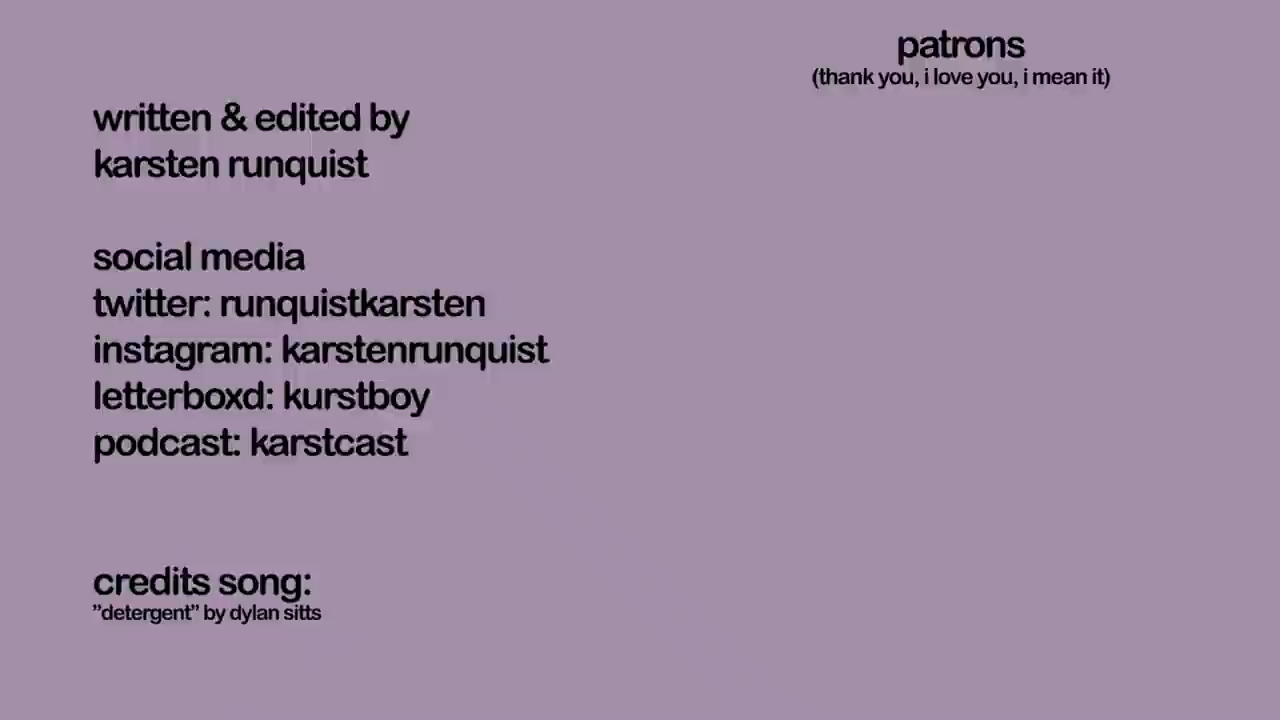 patrons
(thank you, i love you, i mean it)
written & edited by
karsten runquist
social media
twitter: runquistkarsten
instagram: karstenrunquist
letterboxd: kurstboy
podcast: karstcast
credits song:
”detergent” by dylan sitts